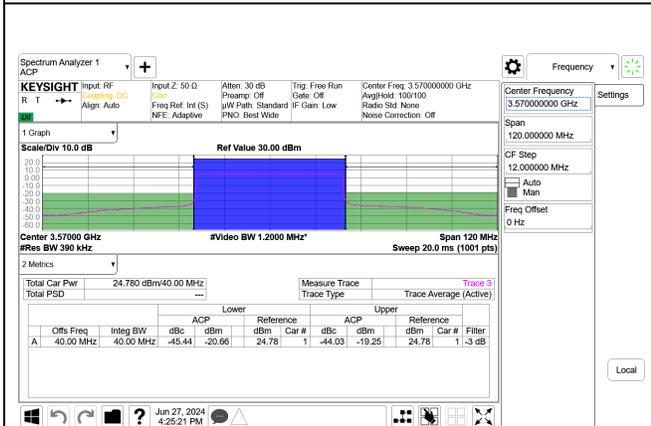 Spectrum Analyzer 1
ACP
Frequency
KEYSIGHT
R T
LXI
Input: RF
Coupling: DC
Align: Auto
Input Z: 50 Ω
Corr
Freq Ref: Int (S)
NFE: Adaptive
Atten: 30 dB
Preamp: Off
µW Path: Standard
PNO: Best Wide
Trig: Free Run
Gate: Off
IF Gain: Low
Center Freq: 3.570000000 GHz
Avg|Hold: 100/100
Radio Std: None
Noise Correction: Off
Center Frequency
3.570000000 GHz
Settings
Span
120.000000 MHz
CF Step
12.000000 MHz
Auto
Man
Freq Offset
0 Hz
Local
1 Graph
Scale/Div 10.0 dB
Ref Value 30.00 dBm
20.0
10.0
0.00
-10.0
-20.0
-30.0
-40.0
-50.0
-60.0
Center 3.57000 GHz
#Video BW 1.2000 MHz*
Span 120 MHz
#Res BW 390 kHz
Sweep 20.0 ms (1001 pts)
2 Metrics
Total Car Pwr 24.780 dBm/40.00 MHz
Total PSD ---
Measure Trace Trace 3
Trace Type Trace Average (Active)
Lower Upper
ACP Reference ACP Reference
Offs Freq Integ BW dBc dBm dBm Car # dBc dBm dBm Car # Filter
A 40.00 MHz 40.00 MHz -45.44 -20.66 24.78 1 -44.03 -19.25 24.78 1 -3 dB
?
Jun 27, 2024
4:25:21 PM